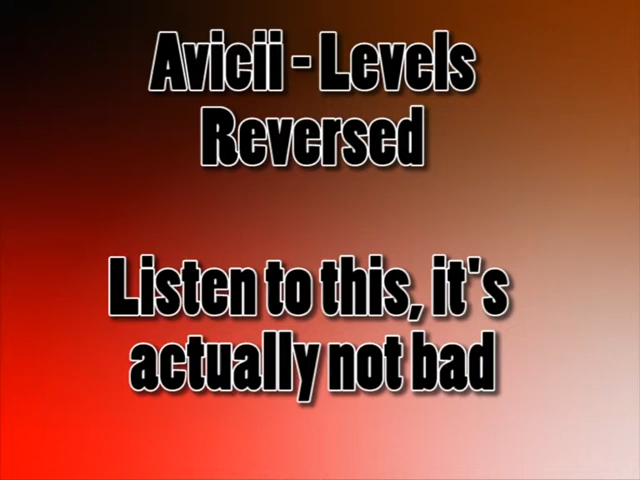 Avicii - Levels
Reversed
Listen to this, it's
actually not bad